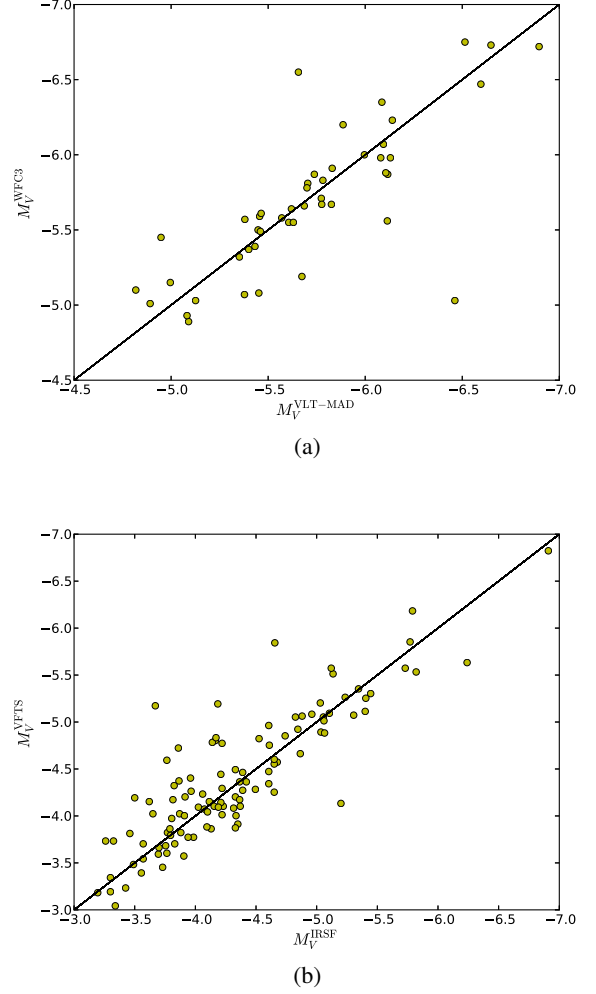 −7.0
−6.5
−6.0
−5.5
−5.0
−4.5
M_V^WFC3
−4.5 −5.0 −5.5 −6.0 −6.5 −7.0
M_V^VLT−MAD
(a)
−7.0
−6.5
−6.0
−5.5
−5.0
−4.5
−4.0
−3.5
−3.0
M_V^VFTS
−3.0 −3.5 −4.0 −4.5 −5.0 −5.5 −6.0 −6.5 −7.0
M_V^IRSF
(b)